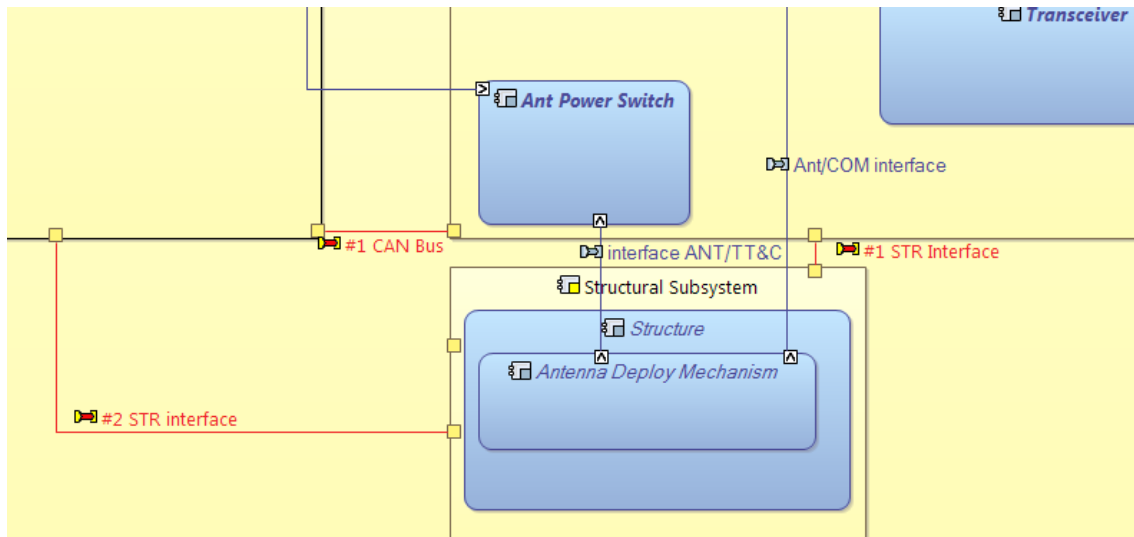 Transceiver
Ant Power Switch
Ant/COM interface
#1 CAN Bus
interface ANT/TT&C
#1 STR Interface
Structural Subsystem
Structure
Antenna Deploy Mechanism
#2 STR interface